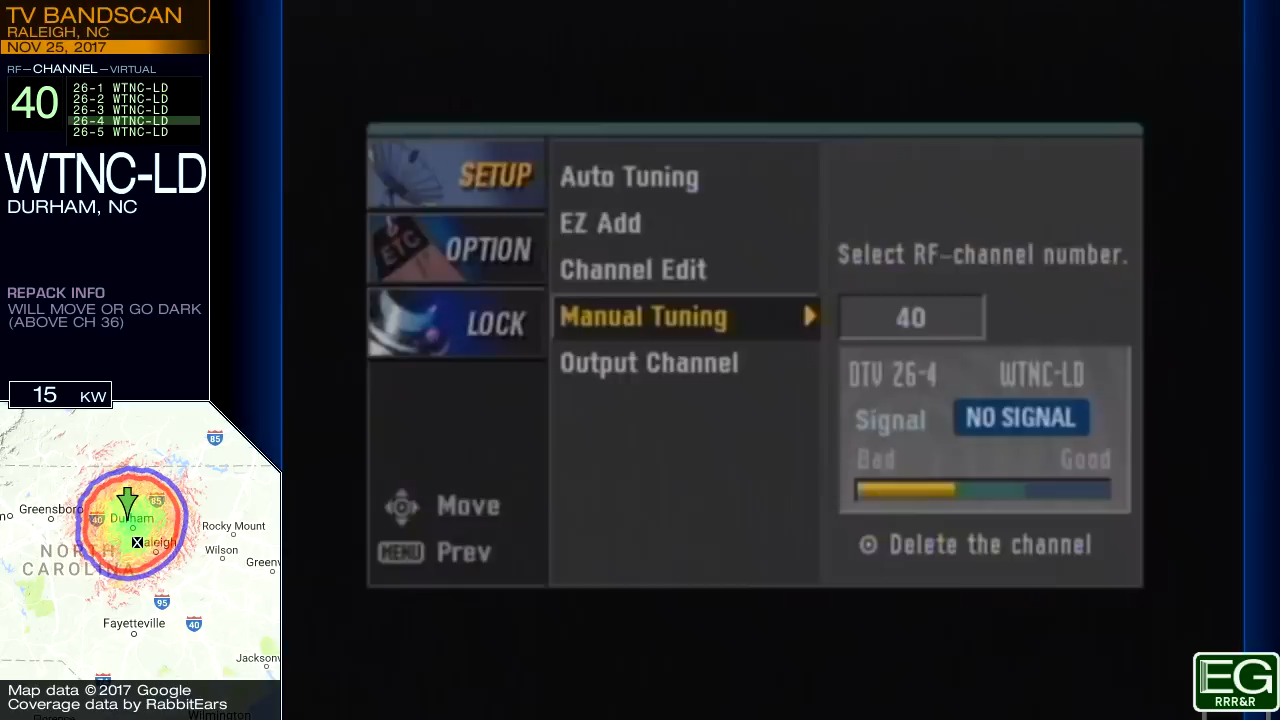 TV BANDSCAN
RALEIGH, NC
NOV 25, 2017
RF–CHANNEL–VIRTUAL
40
26-1 WTNC-LD
26-2 WTNC-LD
26-3 WTNC-LD
26-4 WTNC-LD
26-5 WTNC-LD
WTNC-LD
DURHAM, NC
REPACK INFO
WILL MOVE OR GO DARK
(ABOVE CH 36)
15 KW
85
Greensboro
40
85
Durham
Raleigh
Rocky Mount
Wilson
NORTH
CAROLINA
95
40
Fayetteville
Map data ©2017 Google
Coverage data by RabbitEars
Wilmington
SETUP
OPTION
LOCK
ETC
Auto Tuning
EZ Add
Channel Edit
Manual Tuning
Output Channel
Move
MENU Prev
Select RF-channel number.
40
DTV 26-4 WTNC-LD
Signal NO SIGNAL
Bad Good
Delete the channel
EG
RRR&R